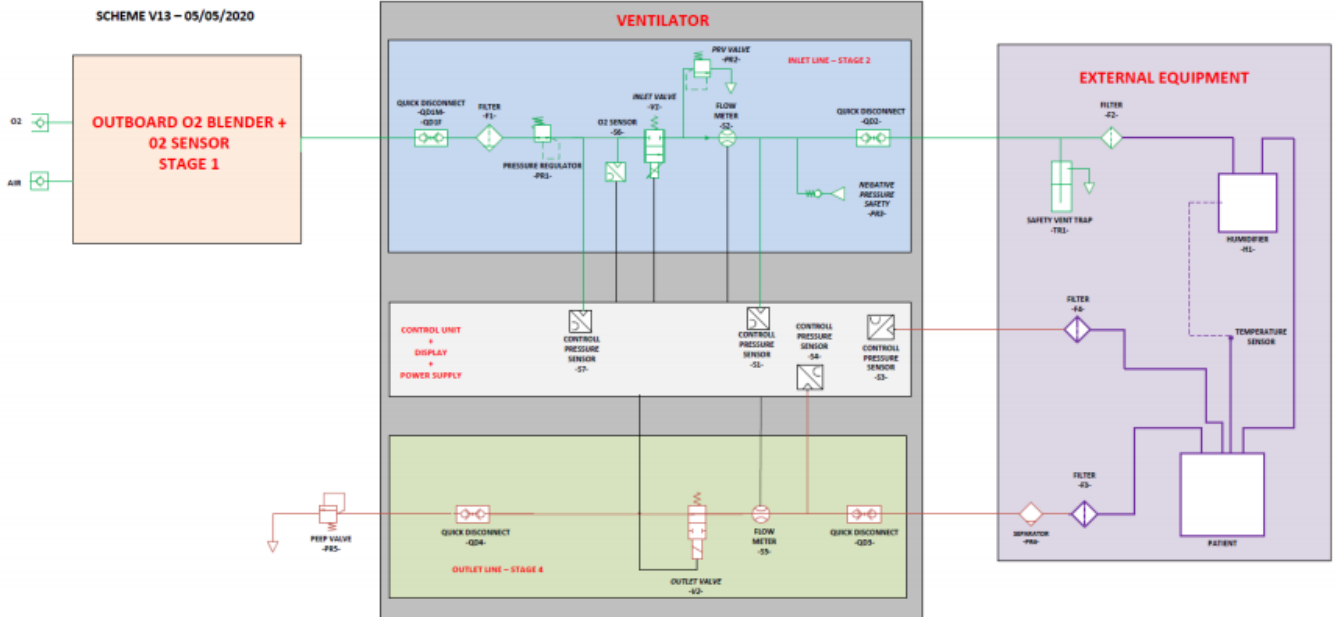 SCHEME V13 – 05/05/2020
VENTILATOR
O2
AIR
OUTBOARD O2 BLENDER +
02 SENSOR
STAGE 1
INLET LINE – STAGE 2
QUICK DISCONNECT
-QD1M-
-QD1F
FILTER
-F1-
PRESSURE REGULATOR
-PR1-
O2 SENSOR
-S6-
INLET VALVE
-V1-
PRV VALVE
-PR2-
FLOW
METER
-S2-
QUICK DISCONNECT
-QD2-
NEGATIVE
PRESSURE
SAFETY
-PR3-
EXTERNAL EQUIPMENT
FILTER
-F2-
SAFETY VENT TRAP
-TR1-
HUMIDIFIER
-H1-
FILTER
TEMPERATURE
SENSOR
FILTER
-F3-
SEPARATOR
PATIENT
CONTROL UNIT
+
DISPLAY
+
POWER SUPPLY
CONTROLL
PRESSURE
SENSOR
-S7-
CONTROLL
PRESSURE
SENSOR
-S1-
CONTROLL
PRESSURE
SENSOR
-S4-
CONTROLL
PRESSURE
SENSOR
-S3-
PEEP VALVE
-PR5-
QUICK DISCONNECT
-QD4-
OUTLET LINE – STAGE 4
OUTLET VALVE
-V2-
FLOW
METER
-S5-
QUICK DISCONNECT
-QD3-